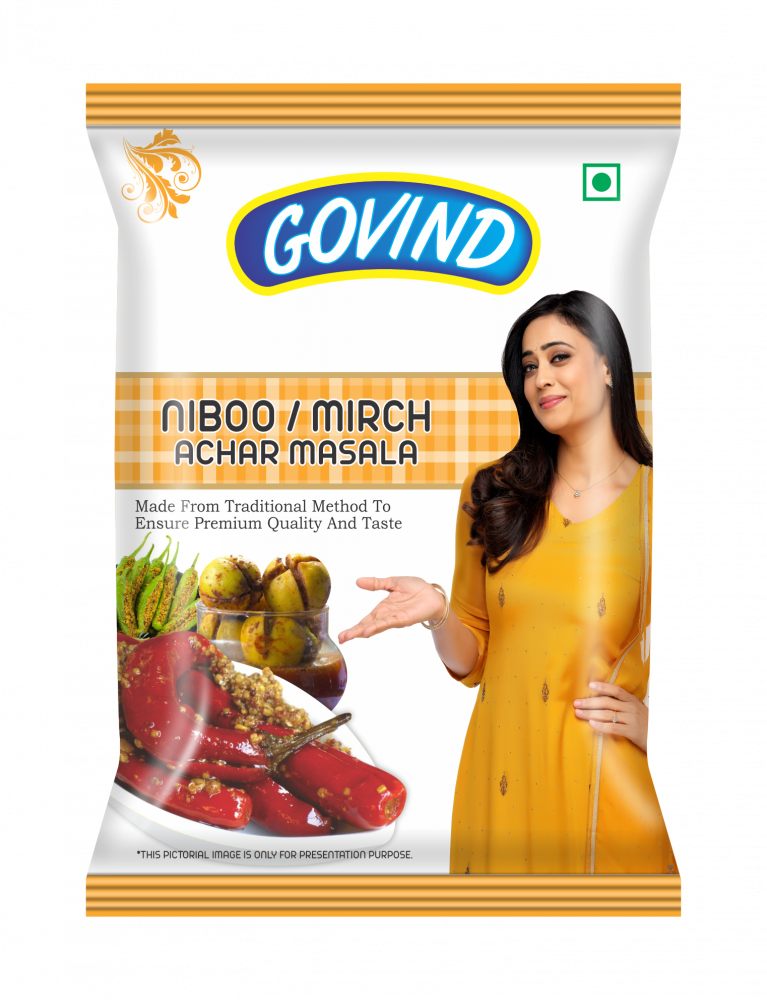 GOVIND
NIBOO / MIRCH
ACHAR MASALA
Made From Traditional Method To
Ensure Premium Quality And Taste
*THIS PICTORIAL IMAGE IS ONLY FOR PRESENTATION PURPOSE.